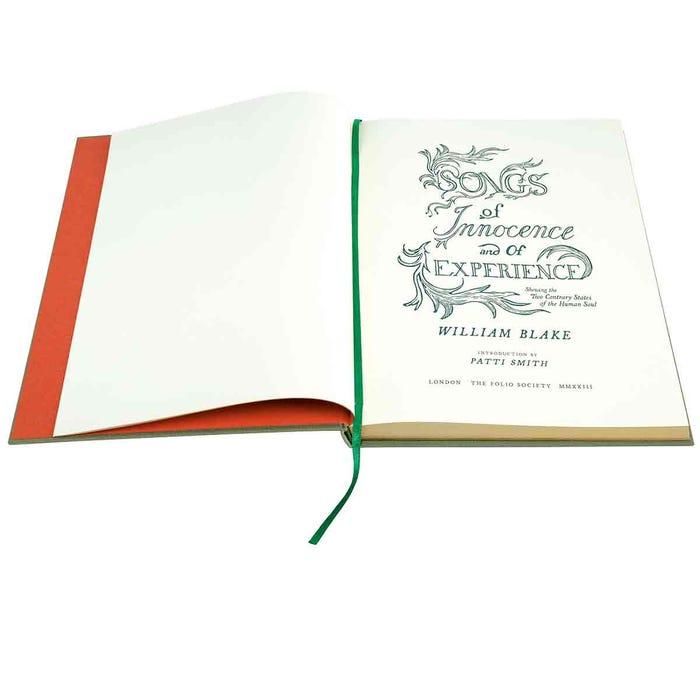 SONGS
of
Innocence
and Of
EXPERIENCE
Shewing the
Two Contrary States
of the Human Soul
WILLIAM BLAKE
INTRODUCTION BY
PATTI SMITH
LONDON THE FOLIO SOCIETY MMXXIII